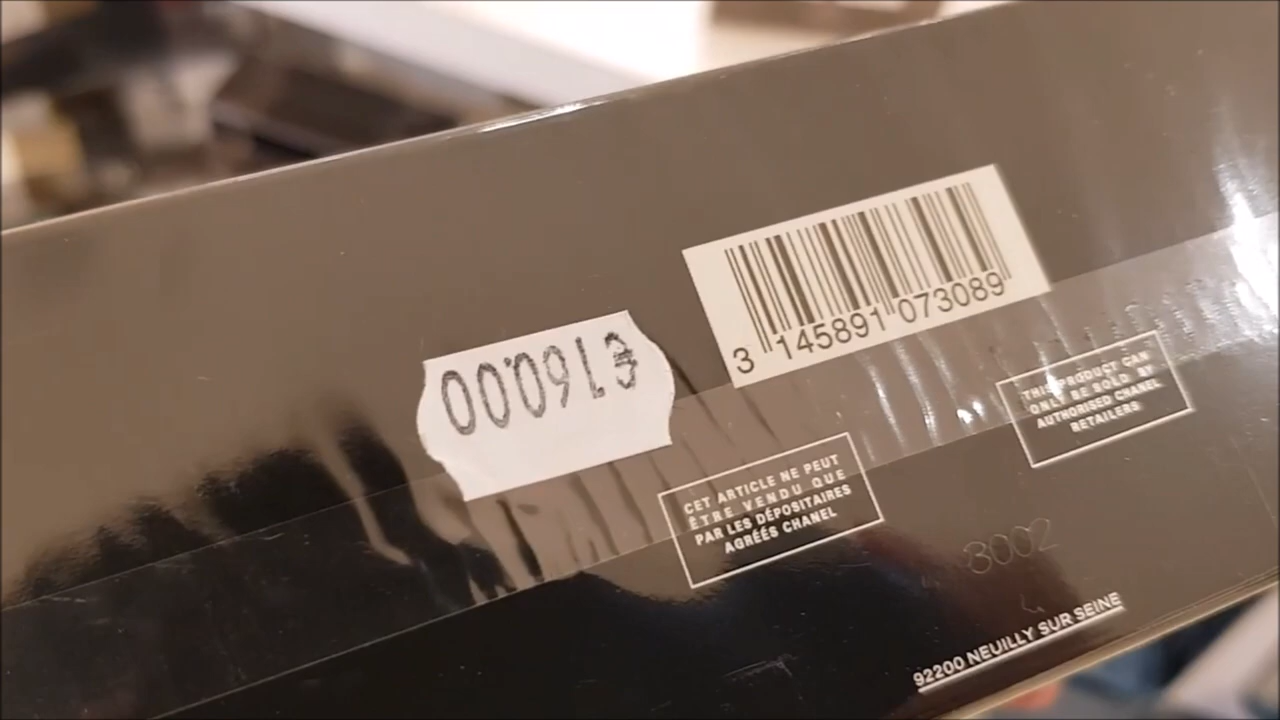 €160.00
3 145891 073089
CET ARTICLE NE PEUT
ÊTRE VENDU QUE
PAR LES DÉPOSITAIRES
AGRÉÉS CHANEL
THIS PRODUCT CAN
ONLY BE SOLD BY
AUTHORISED CHANEL
RETAILERS
92200 NEUILLY SUR SEINE